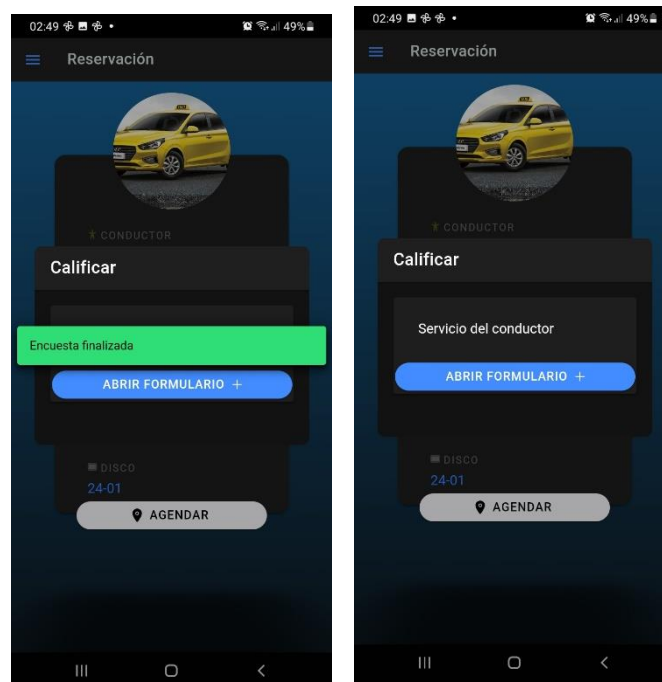 02:49 49%
Reservación
CONDUCTOR
Calificar
Encuesta finalizada
ABRIR FORMULARIO +
DISCO
24-01
AGENDAR
02:49 49%
Reservación
TAXI
CONDUCTOR
Calificar
Servicio del conductor
ABRIR FORMULARIO +
DISCO
24-01
AGENDAR